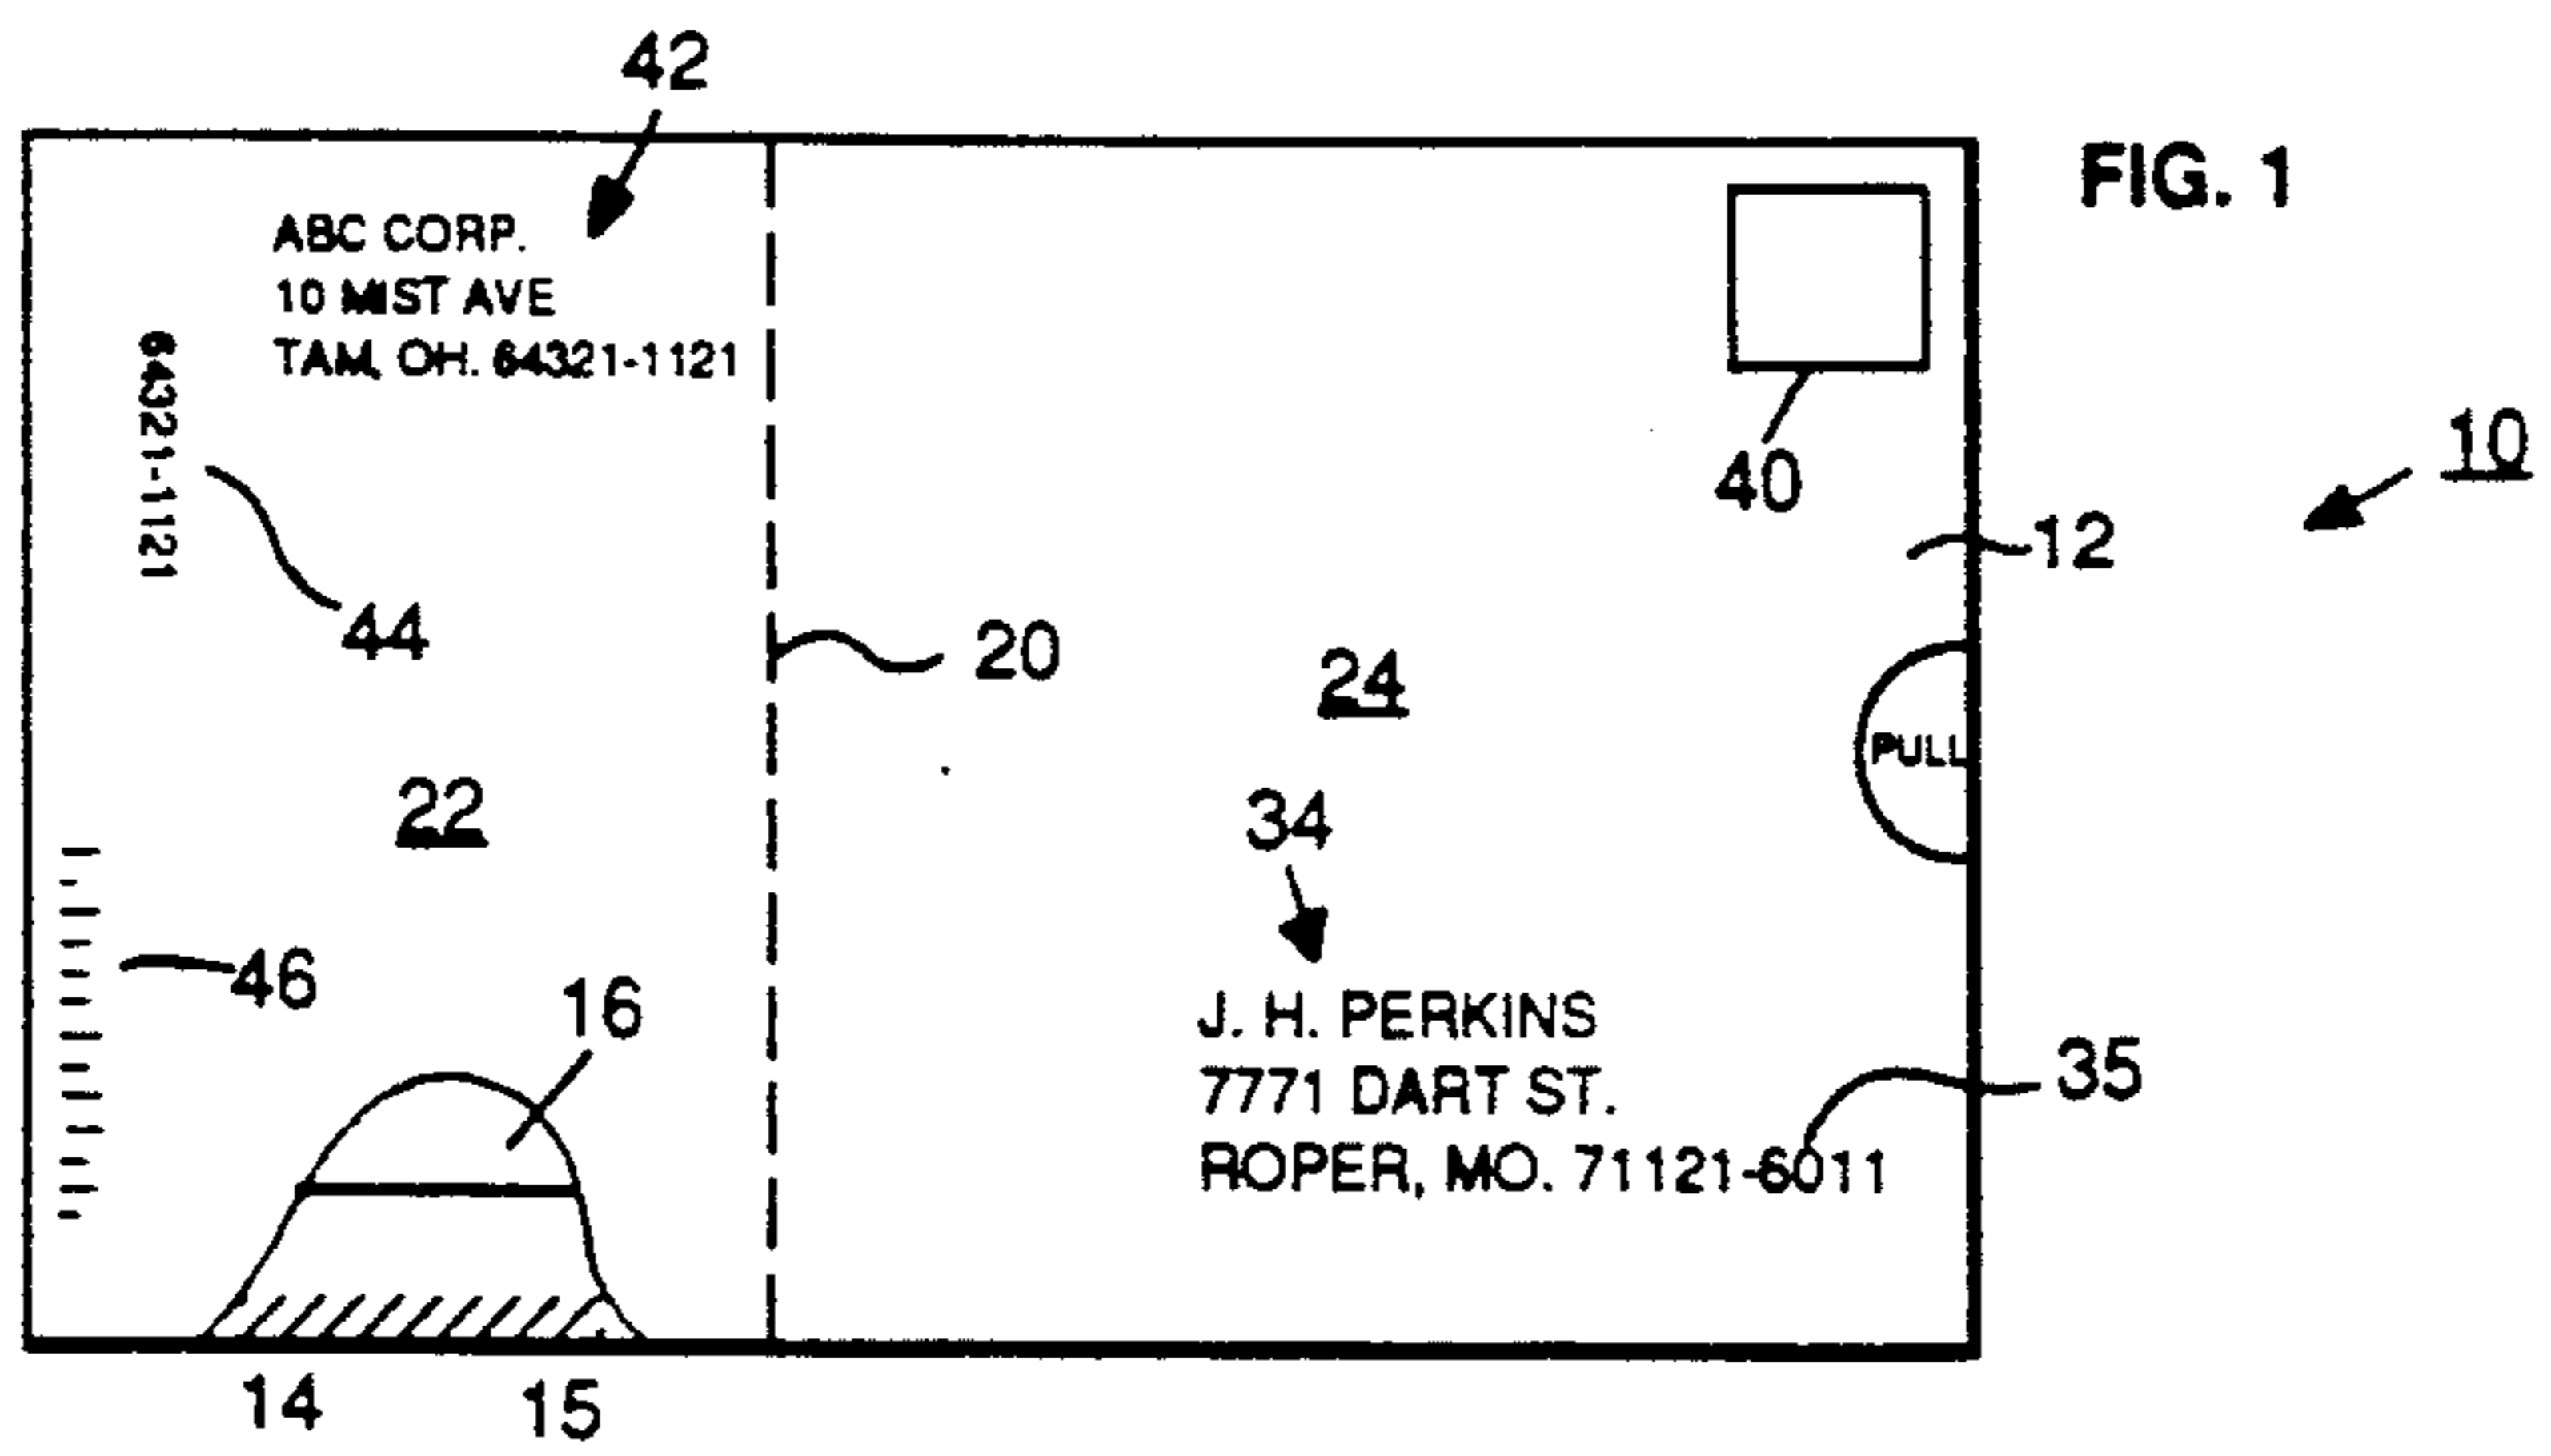 42
FIG. 1
ABC CORP.
10 MIST AVE
TAM, OH. 64321-1121
64321-1121
40
10
12
44
20
24
PULL
22
34
46
16
J. H. PERKINS
7771 DART ST.
ROPER, MO. 71121-6011
35
14
15